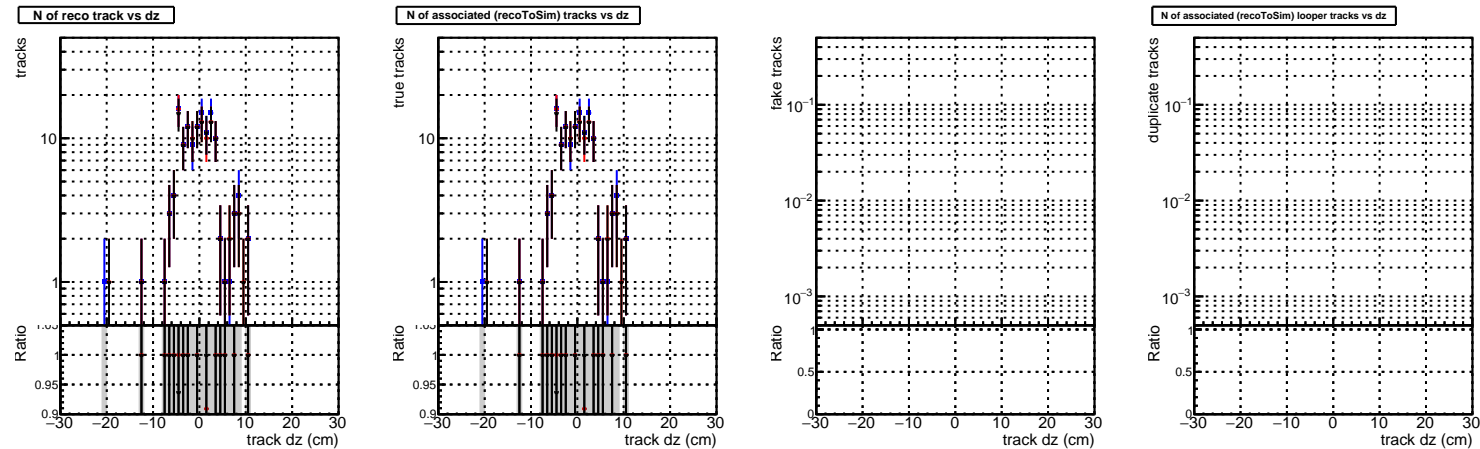 N of reco track vs dz
tracks
10
1
1.05
Ratio
1
0.95
0.9
−30 −20 −10 0 10 20 30
track dz (cm)
N of associated (recoToSim) tracks vs dz
true tracks
10
1
1.05
Ratio
1
0.95
0.9
−30 −20 −10 0 10 20 30
track dz (cm)
fake tracks
10−1
10−2
10−3
Ratio
1
0.5
0
−30 −20 −10 0 10 20 30
track dz (cm)
N of associated (recoToSim) looper tracks vs dz
duplicate tracks
10−1
10−2
10−3
Ratio
1
0.5
0
−30 −20 −10 0 10 20 30
track dz (cm)